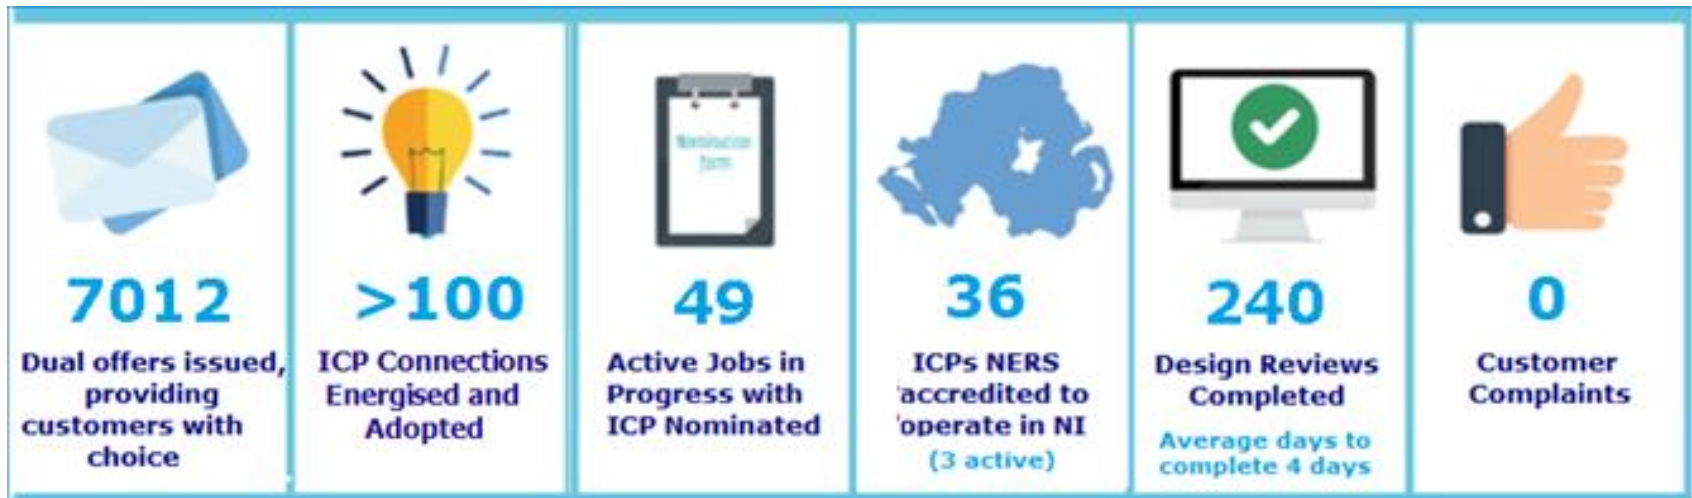 7012
Dual offers issued,
providing
customers with
choice
>100
ICP Connections
Energised and
Adopted
Nomination
form
49
Active Jobs in
Progress with
ICP Nominated
36
ICPs NERS
accredited to
operate in NI
(3 active)
240
Design Reviews
Completed
Average days to
complete 4 days
0
Customer
Complaints